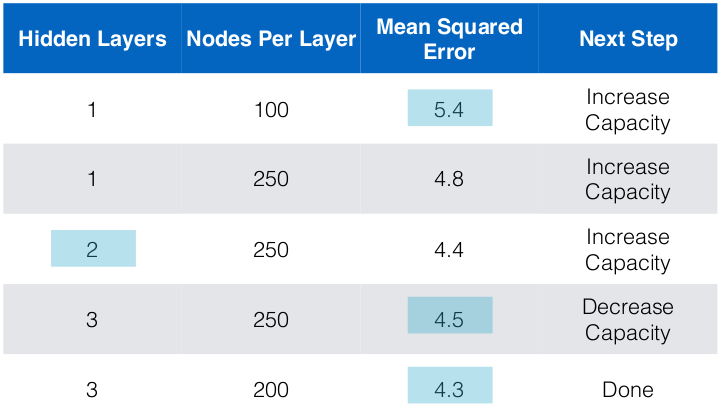 Hidden Layers Nodes Per Layer Mean Squared Error Next Step
1 100 5.4 Increase Capacity
1 250 4.8 Increase Capacity
2 250 4.4 Increase Capacity
3 250 4.5 Decrease Capacity
3 200 4.3 Done